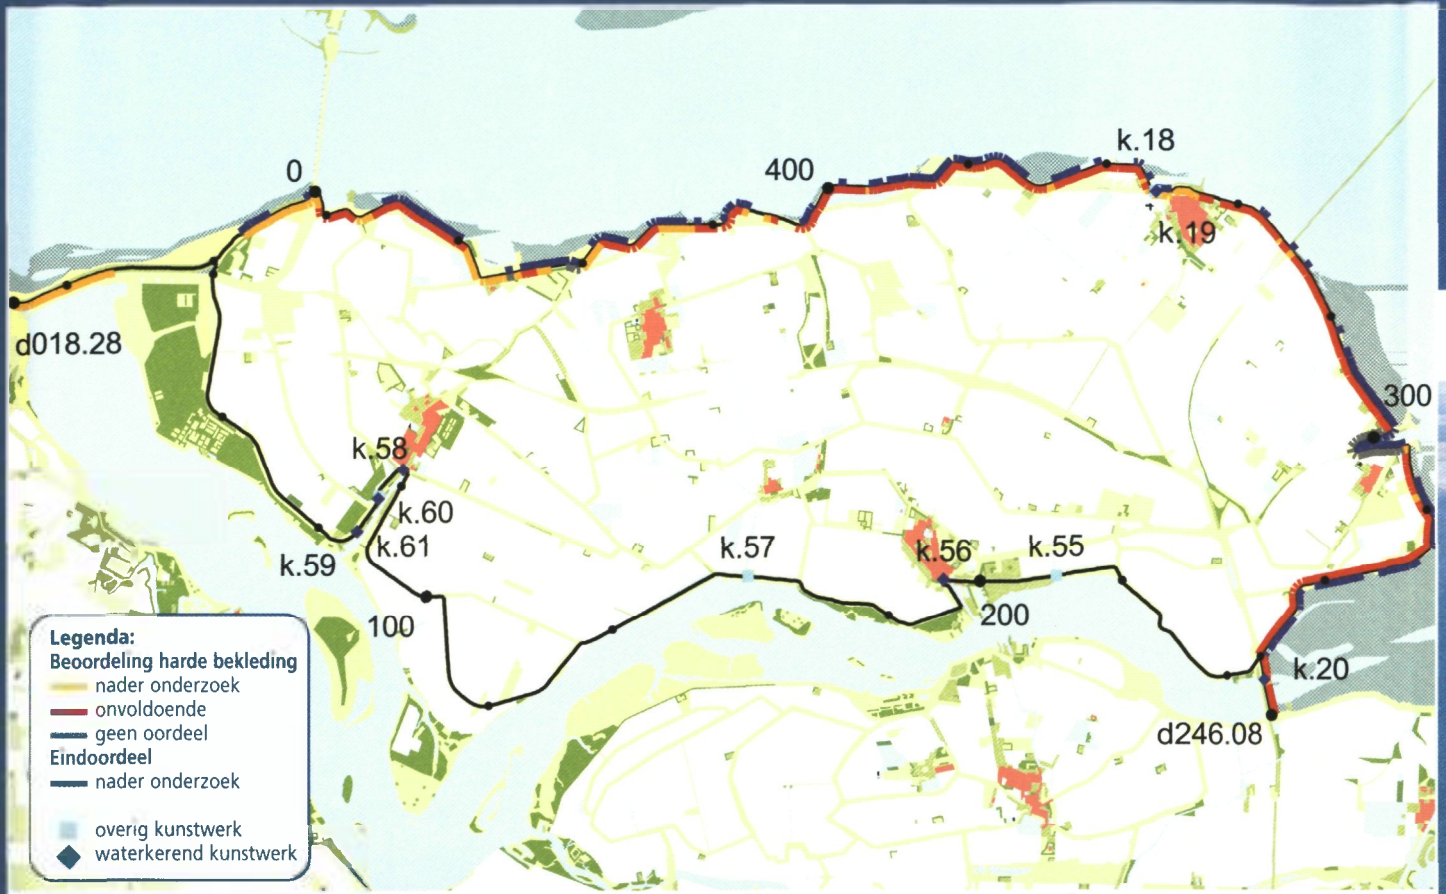 k.18
0
400
k.19
d018.28
300
k.58
k.60
k.61
k.59
k.57
k.56
k.55
100
200
k.20
d246.08
Legenda:
Beoordeling harde bekleding
nader onderzoek
onvoldoende
geen oordeel
Eindoordeel
nader onderzoek
overig kunstwerk
waterkerend kunstwerk